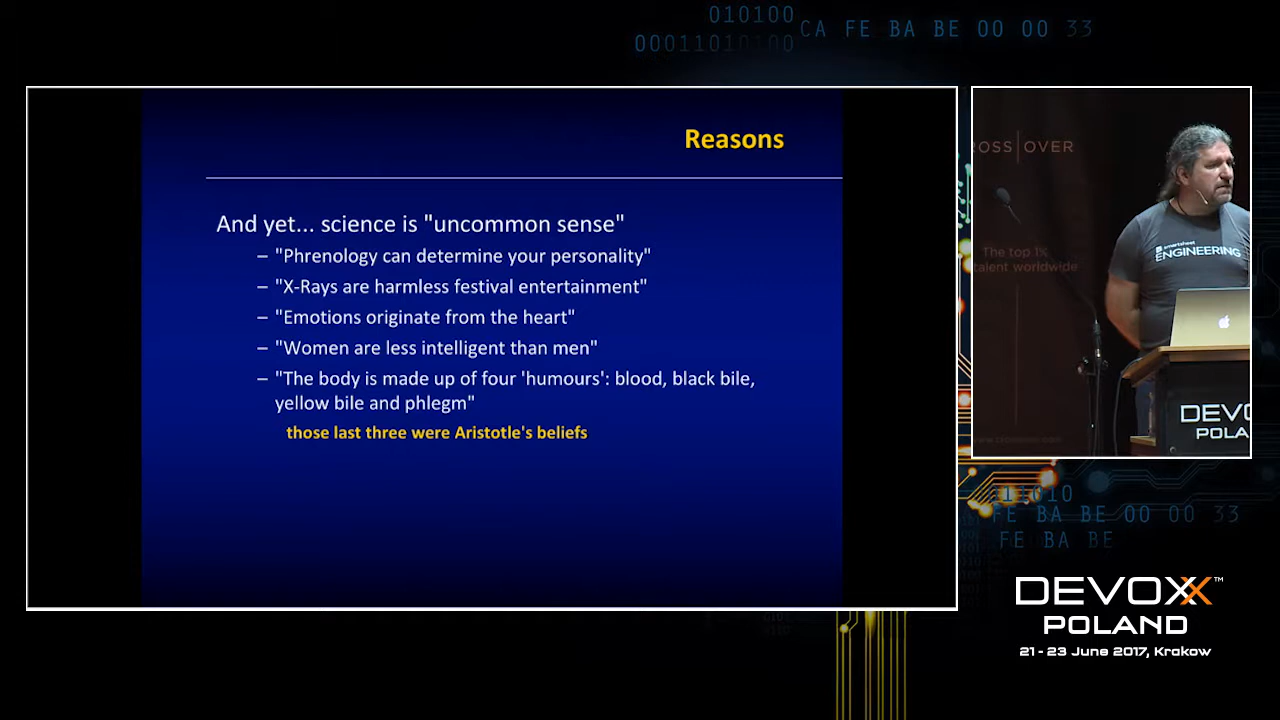 010100
00011010100
CA FE BA BE 00 00 33
Reasons
And yet... science is "uncommon sense"
– "Phrenology can determine your personality"
– "X-Rays are harmless festival entertainment"
– "Emotions originate from the heart"
– "Women are less intelligent than men"
– "The body is made up of four 'humours': blood, black bile,
yellow bile and phlegm"
those last three were Aristotle's beliefs
ROSS|OVER
The top 1%
talent worldwide
smartsheet
ENGINEERING
DEVO
POLA
011010
FE BA BE 00 00 33
FE BA BE
DEVOXX™
POLAND
21 - 23 June 2017, Krakow